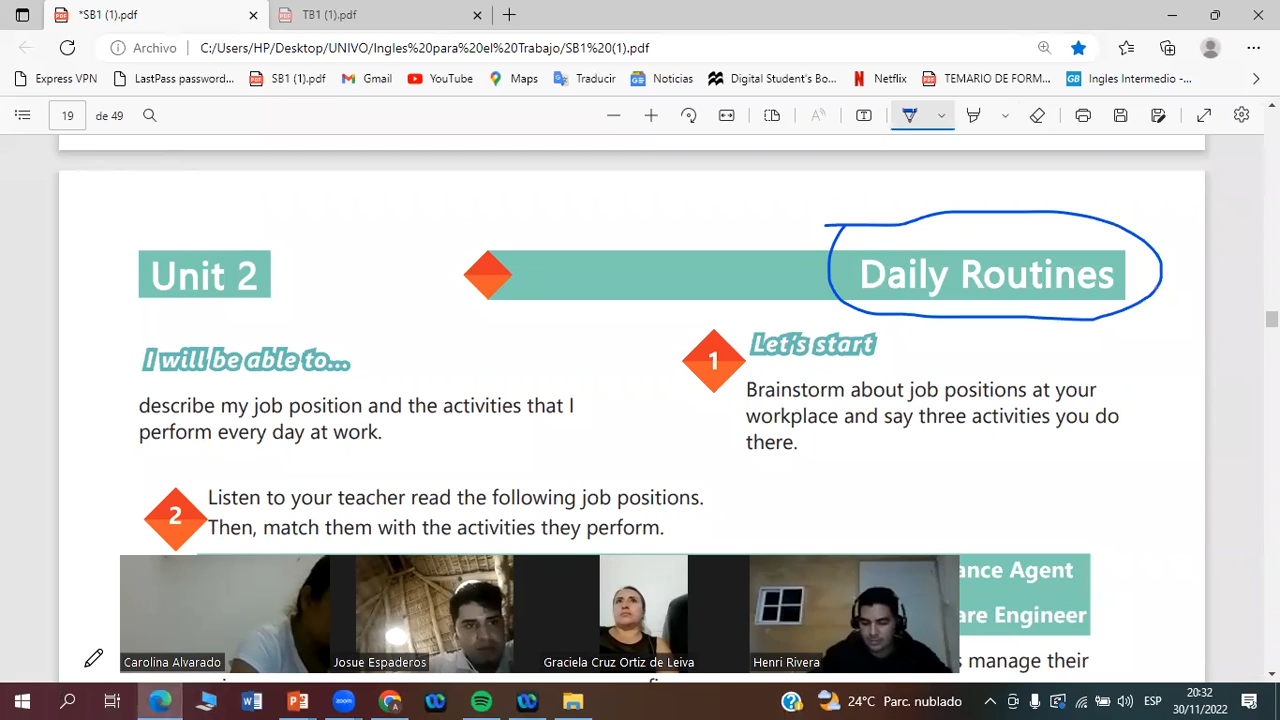 *SB1 (1).pdf
TB1 (1).pdf
Archivo
C:/Users/HP/Desktop/UNIVO/Ingles%20para%20el%20Trabajo/SB1%20(1).pdf
Express VPN
LastPass password...
SB1 (1).pdf
Gmail
YouTube
Maps
Traducir
Noticias
Digital Student's Bo...
Netflix
TEMARIO DE FORM...
Ingles Intermedio -...
19
de 49
Unit 2
Daily Routines
I will be able to...
describe my job position and the activities that I
perform every day at work.
1
Let's start
Brainstorm about job positions at your
workplace and say three activities you do
there.
2
Listen to your teacher read the following job positions.
Then, match them with the activities they perform.
ance Agent
are Engineer
manage their
Carolina Alvarado
Josue Espaderos
Graciela Cruz Ortiz de Leiva
Henri Rivera
24°C Parc. nublado
ESP
20:32
30/11/2022